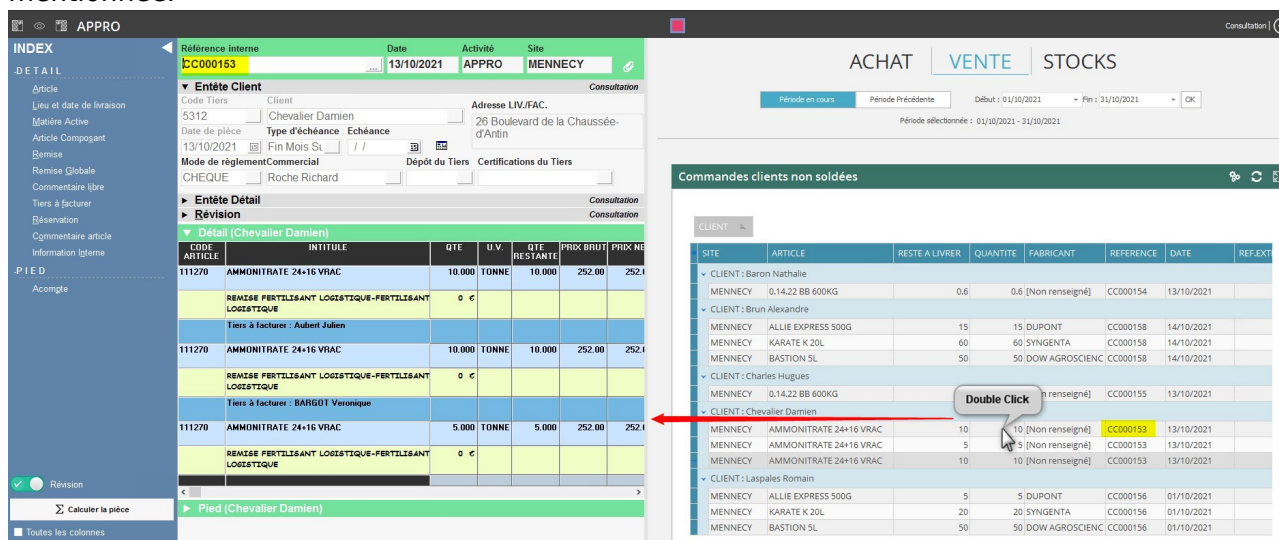 mentionnée.
APPRO
Consultation |
INDEX
DETAIL
Article
Lieu et date de livraison
Matière Active
Article Composant
Remise
Remise Globale
Commentaire libre
Tiers à facturer
Réservation
Commentaire article
Information Interne
PIED
Acompte
Révision
Σ Calculer la pièce
Toutes les colonnes
Référence interne Date Activité Site
CC000153 ... 13/10/2021 APPRO MENNECY
Entête Client Consultation
Code Tiers Client Adresse LIV./FAC.
5312 Chevalier Damien 26 Boulevard de la Chaussée-
d'Antin
Date de pièce Type d'échéance Echéance
13/10/2021 Fin Mois Su / /
Mode de règlement Commercial Dépôt du Tiers Certifications du Tiers
CHEQUE Roche Richard
Entête Détail Consultation
Révision Consultation
Détail (Chevalier Damien)
CODE ARTICLE INTITULE QTE U.V. QTE RESTANTE PRIX BRUT PRIX NE
111270 AMMONITRATE 24+16 VRAC 10.000 TONNE 10.000 252.00 252.
REMISE FERTILISANT LOGISTIQUE-FERTILISANT 0 €
LOGISTIQUE
Tiers à facturer : Aubert Julien
111270 AMMONITRATE 24+16 VRAC 10.000 TONNE 10.000 252.00 252.
REMISE FERTILISANT LOGISTIQUE-FERTILISANT 0 €
LOGISTIQUE
Tiers à facturer : BARGOT Veronique
111270 AMMONITRATE 24+16 VRAC 5.000 TONNE 5.000 252.00 252.
REMISE FERTILISANT LOGISTIQUE-FERTILISANT 0 €
LOGISTIQUE
Pied (Chevalier Damien)
ACHAT VENTE STOCKS
Période en cours Période Précédente Début : 01/10/2021 Fin : 31/10/2021 OK
Période sélectionnée : 01/10/2021 - 31/10/2021
Commandes clients non soldées
CLIENT
SITE ARTICLE RESTE A LIVRER QUANTITE FABRICANT REFERENCE DATE REF.EXTE
CLIENT : Baron Nathalie
MENNECY 0.14.22 BB 600KG 0.6 0.6 [Non renseigné] CC000154 13/10/2021
CLIENT : Brun Alexandre
MENNECY ALLIE EXPRESS 500G 15 15 DUPONT CC000158 14/10/2021
MENNECY KARATE K 20L 60 60 SYNGENTA CC000158 14/10/2021
MENNECY BASTION 5L 50 50 DOW AGROSCIENC CC000158 14/10/2021
CLIENT : Charles Hugues
MENNECY 0.14.22 BB 600KG n renseigné] CC000155 13/10/2021
Double Click
CLIENT : Chevalier Damien
MENNECY AMMONITRATE 24+16 VRAC 10 10 [Non renseigné] CC000153 13/10/2021
MENNECY AMMONITRATE 24+16 VRAC 5 5 [Non renseigné] CC000153 13/10/2021
MENNECY AMMONITRATE 24+16 VRAC 10 10 [Non renseigné] CC000153 13/10/2021
CLIENT : Laspales Romain
MENNECY ALLIE EXPRESS 500G 5 5 DUPONT CC000156 01/10/2021
MENNECY KARATE K 20L 20 20 SYNGENTA CC000156 01/10/2021
MENNECY BASTION 5L 50 50 DOW AGROSCIENC CC000156 01/10/2021